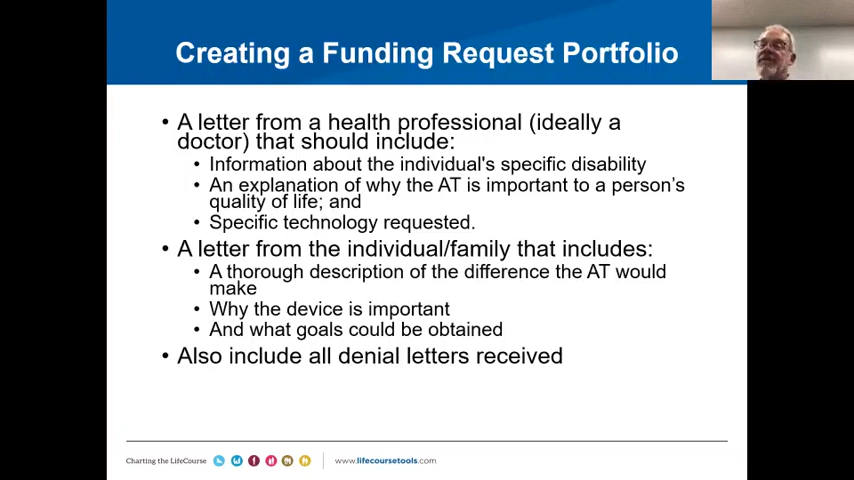 Creating a Funding Request Portfolio
• A letter from a health professional (ideally a
doctor) that should include:
• Information about the individual's specific disability
• An explanation of why the AT is important to a person’s
quality of life; and
• Specific technology requested.
• A letter from the individual/family that includes:
• A thorough description of the difference the AT would
make
• Why the device is important
• And what goals could be obtained
• Also include all denial letters received
Charting the LifeCourse
www.lifecoursetools.com